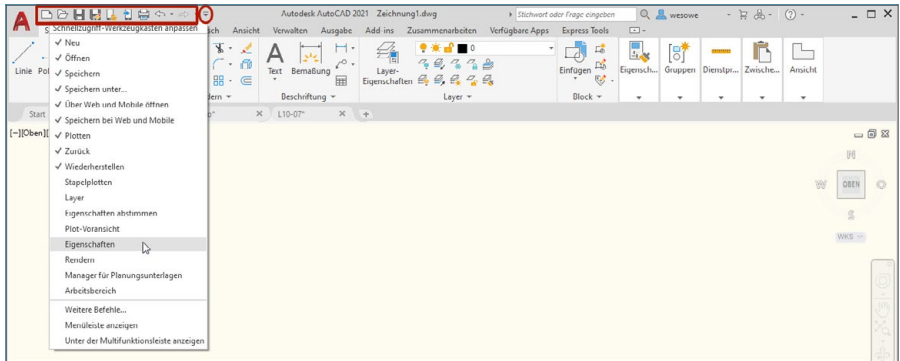 Autodesk AutoCAD 2021 Zeichnung1.dwg
Stichwort oder Frage eingeben
wesowe
Schnellzugriff-Werkzeugkasten anpassen
Ansicht Verwalten Ausgabe Add-ins Zusammenarbeiten Verfügbare Apps Express Tools
✓ Neu
✓ Öffnen
✓ Speichern
✓ Speichern unter...
✓ Über Web und Mobile öffnen
✓ Speichern bei Web und Mobile
✓ Plotten
✓ Zurück
✓ Wiederherstellen
Stapelplotten
Layer
Eigenschaften abstimmen
Plot-Voransicht
Eigenschaften
Rendern
Manager für Planungsunterlagen
Arbeitsbereich
Weitere Befehle...
Menüleiste anzeigen
Unter der Multifunktionsleiste anzeigen
Linie
Text Bemaßung
Layer-
Eigenschaften
0
Einfügen
Eigensch... Gruppen Dienstpr... Zwische... Ansicht
Beschriftung
Layer
Block
Start
L10-07*
[−][Oben]
N
W OBEN O
S
WKS